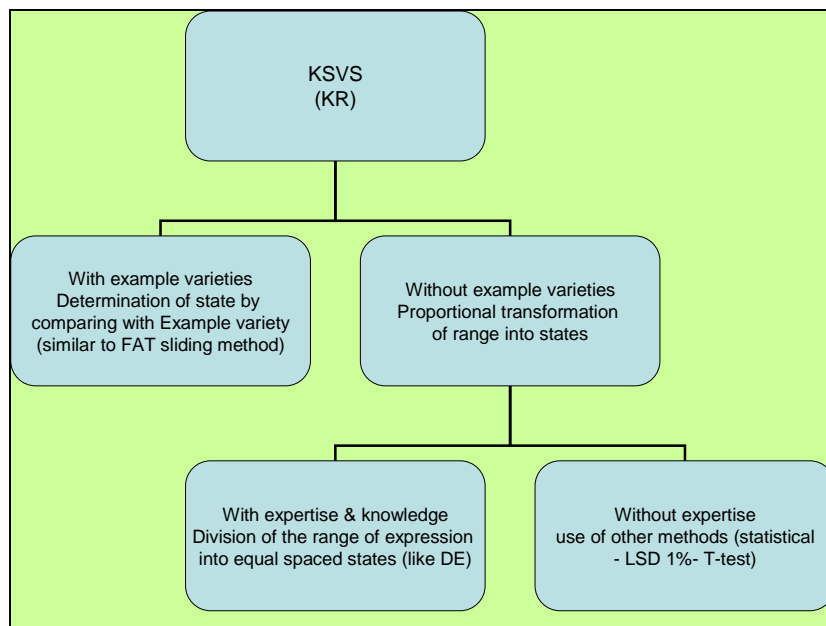 KSVS
(KR)
With example varieties
Determination of state by
comparing with Example variety
(similar to FAT sliding method)
Without example varieties
Proportional transformation
of range into states
With expertise & knowledge
Division of the range of expression
into equal spaced states (like DE)
Without expertise
use of other methods (statistical
- LSD 1%- T-test)